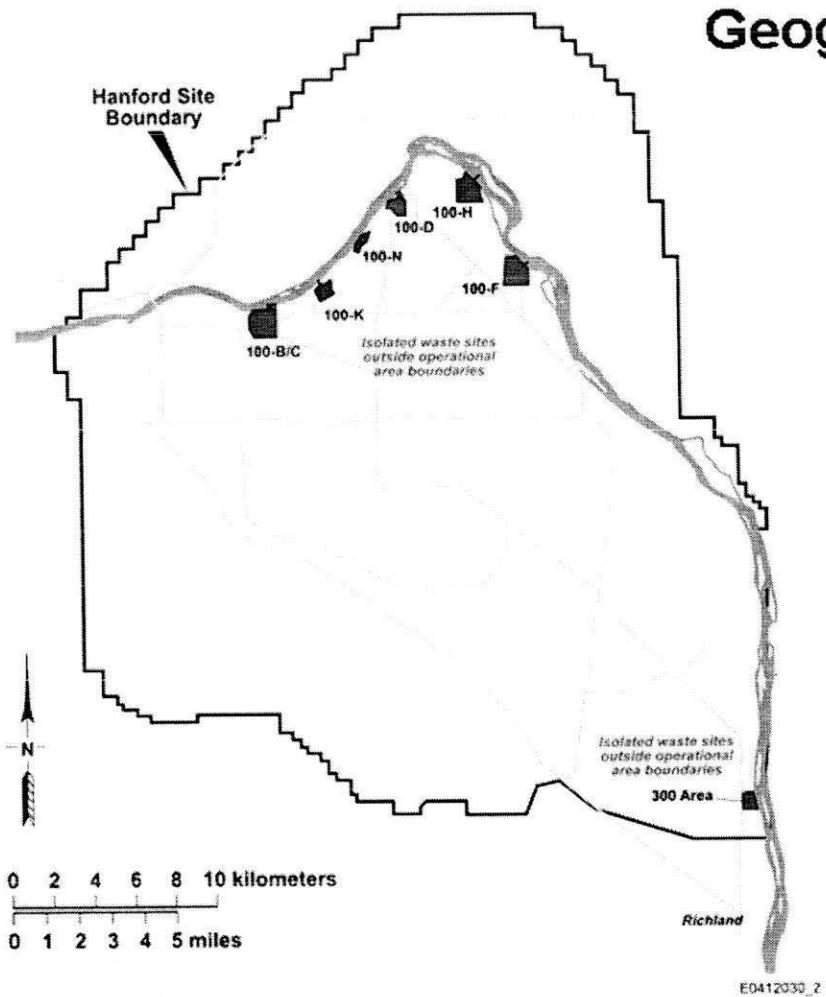 Geog
Hanford Site
Boundary
100-H
100-D
100-N
100-F
100-K
100-B/C
Isolated waste sites
outside operational
area boundaries
N
Isolated waste sites
outside operational
area boundaries
300 Area
0 2 4 6 8 10 kilometers
0 1 2 3 4 5 miles
Richland
E0412030_2